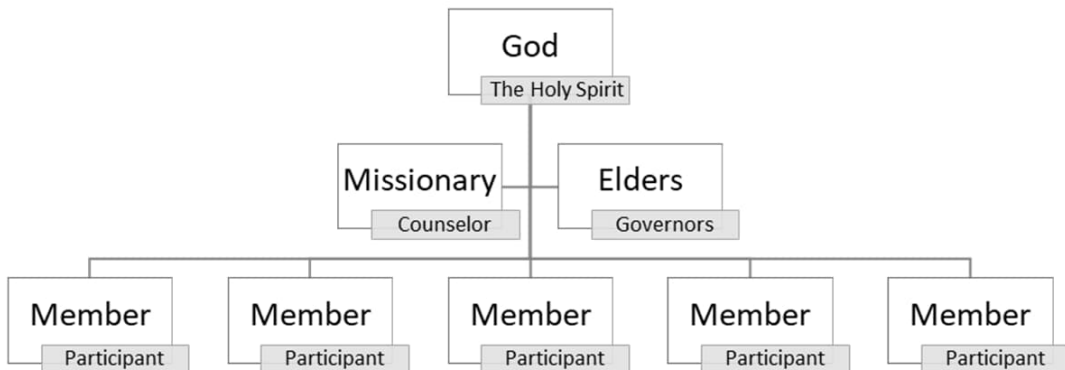 God
The Holy Spirit
Missionary
Counselor
Elders
Governors
Member
Participant
Member
Participant
Member
Participant
Member
Participant
Member
Participant